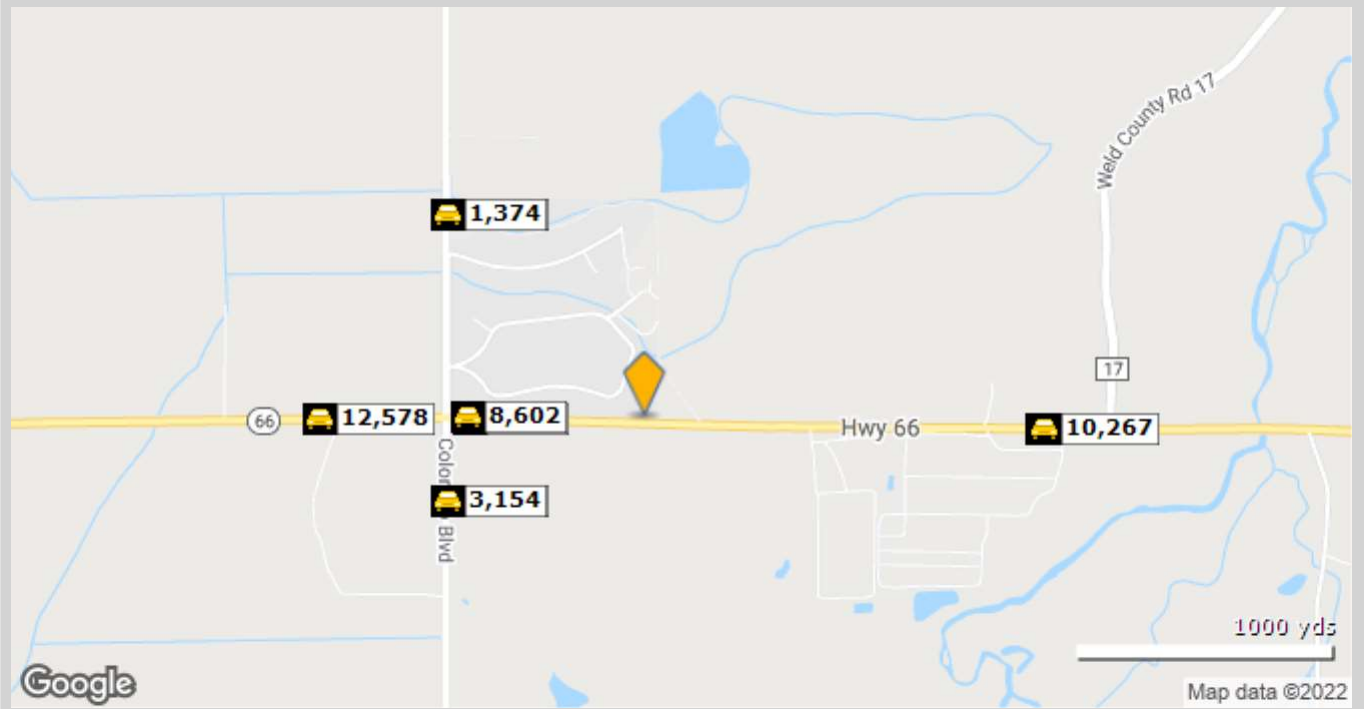 Weld County Rd 17
1,374
17
66
12,578
8,602
Hwy 66
10,267
3,154
Blvd
1000 yds
Google
Map data ©2022